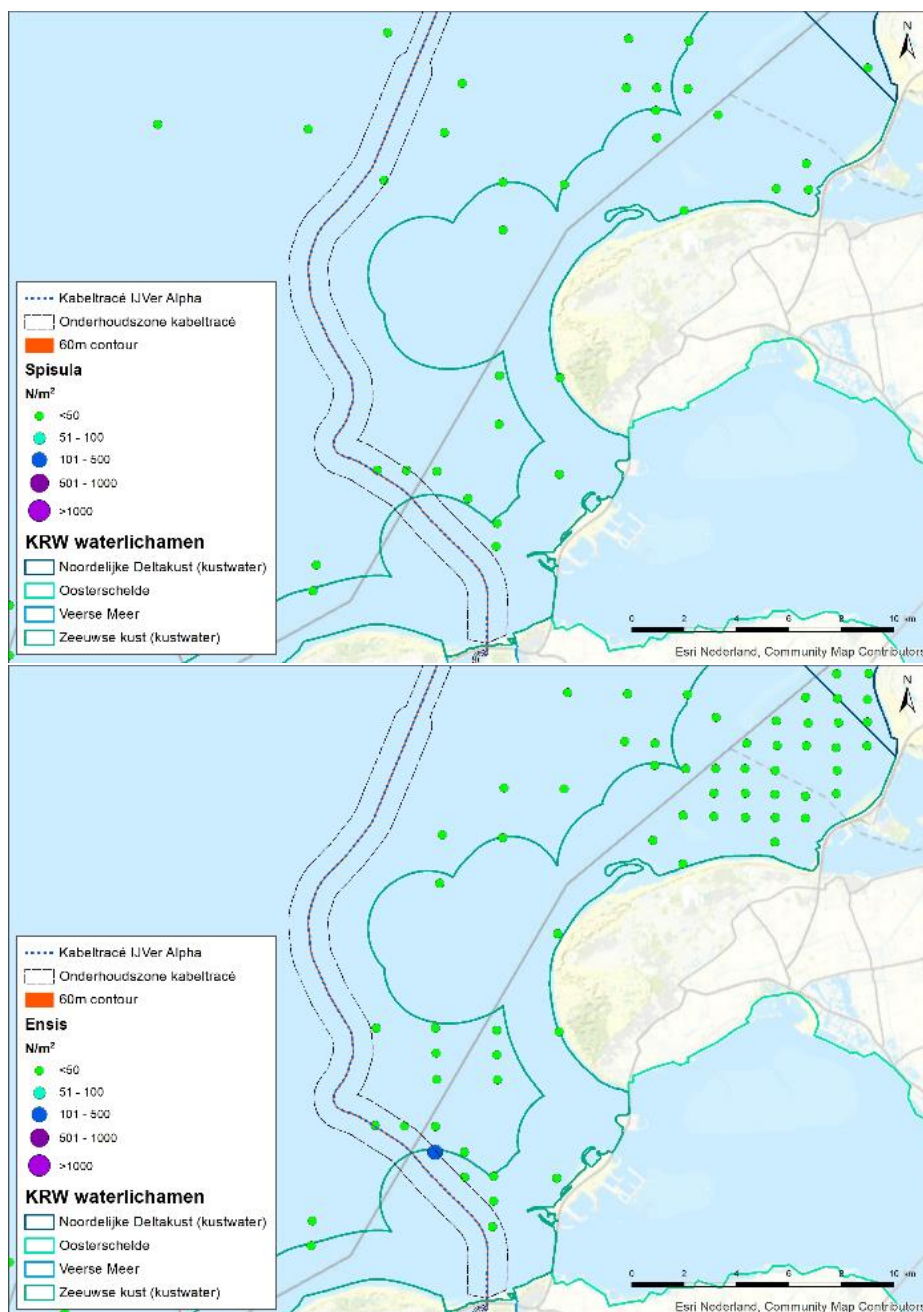 N
Kabeltracé IJVer Alpha
Onderhoudszone kabeltracé
60m contour
Spisula
N/m²
<50
51 - 100
101 - 500
501 - 1000
>1000
KRW waterlichamen
Noordelijke Deltakust (kustwater)
Oosterschelde
Veerse Meer
Zeeuwse kust (kustwater)
0 2 4 6 8 10 km
Esri Nederland, Community Map Contributors
N
Kabeltracé IJVer Alpha
Onderhoudszone kabeltracé
60m contour
Ensis
N/m²
<50
51 - 100
101 - 500
501 - 1000
>1000
KRW waterlichamen
Noordelijke Deltakust (kustwater)
Oosterschelde
Veerse Meer
Zeeuwse kust (kustwater)
0 2 4 6 8 10 km
Esri Nederland, Community Map Contributors